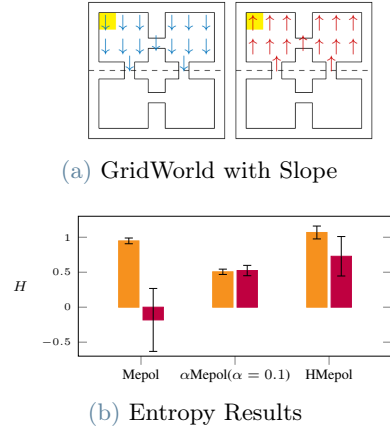 (a) GridWorld with Slope
1
0.5
0
−0.5
H
Mepol
αMepol(α = 0.1)
HMepol
(b) Entropy Results